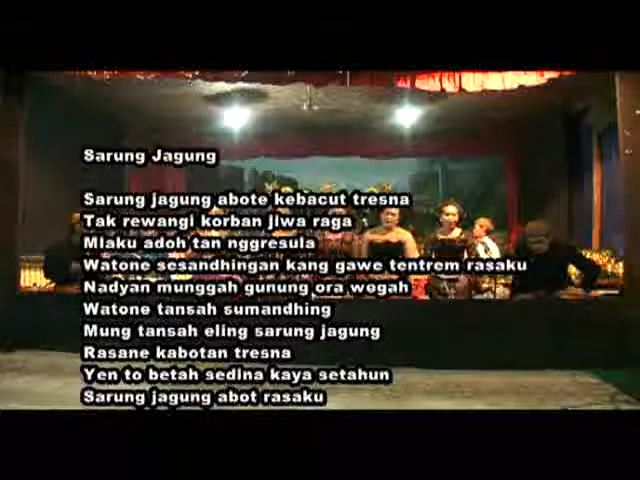 Sarung Jagung
Sarung jagung abote kebacut tresna
Tak rewangi korban jiwa raga
Mlaku adoh tan nggresula
Watone sesandhingan kang gawe tentrem rasaku
Nadyan munggah gunung ora wegah
Watone tansah sumandhing
Mung tansah eling sarung jagung
Rasane kabotan tresna
Yen to betah sedina kaya setahun
Sarung jagung abot rasaku